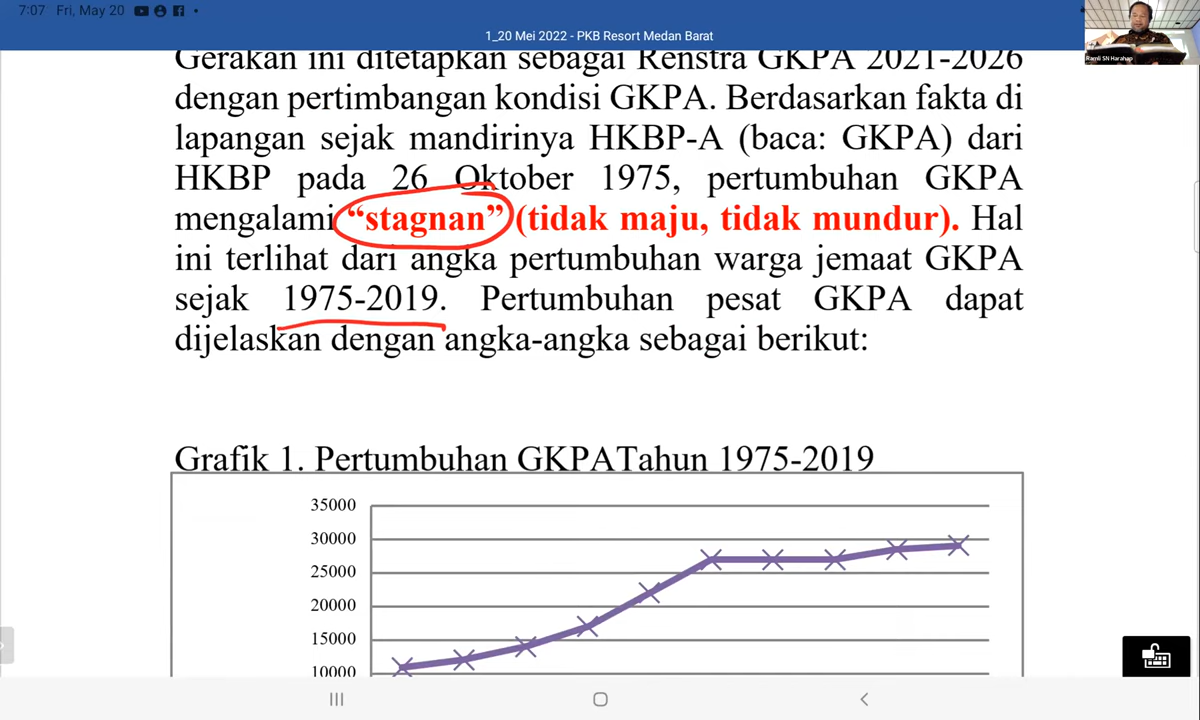 7:07 Fri, May 20
1_20 Mei 2022 - PKB Resort Medan Barat
Ramli SN Harahap
Gerakan ini ditetapkan sebagai Renstra GKPA 2021-2026
dengan pertimbangan kondisi GKPA. Berdasarkan fakta di
lapangan sejak mandirinya HKBP-A (baca: GKPA) dari
HKBP pada 26 Oktober 1975, pertumbuhan GKPA
mengalami “stagnan” (tidak maju, tidak mundur). Hal
ini terlihat dari angka pertumbuhan warga jemaat GKPA
sejak 1975-2019. Pertumbuhan pesat GKPA dapat
dijelaskan dengan angka-angka sebagai berikut:
Grafik 1. Pertumbuhan GKPATahun 1975-2019
35000
30000
25000
20000
15000
10000